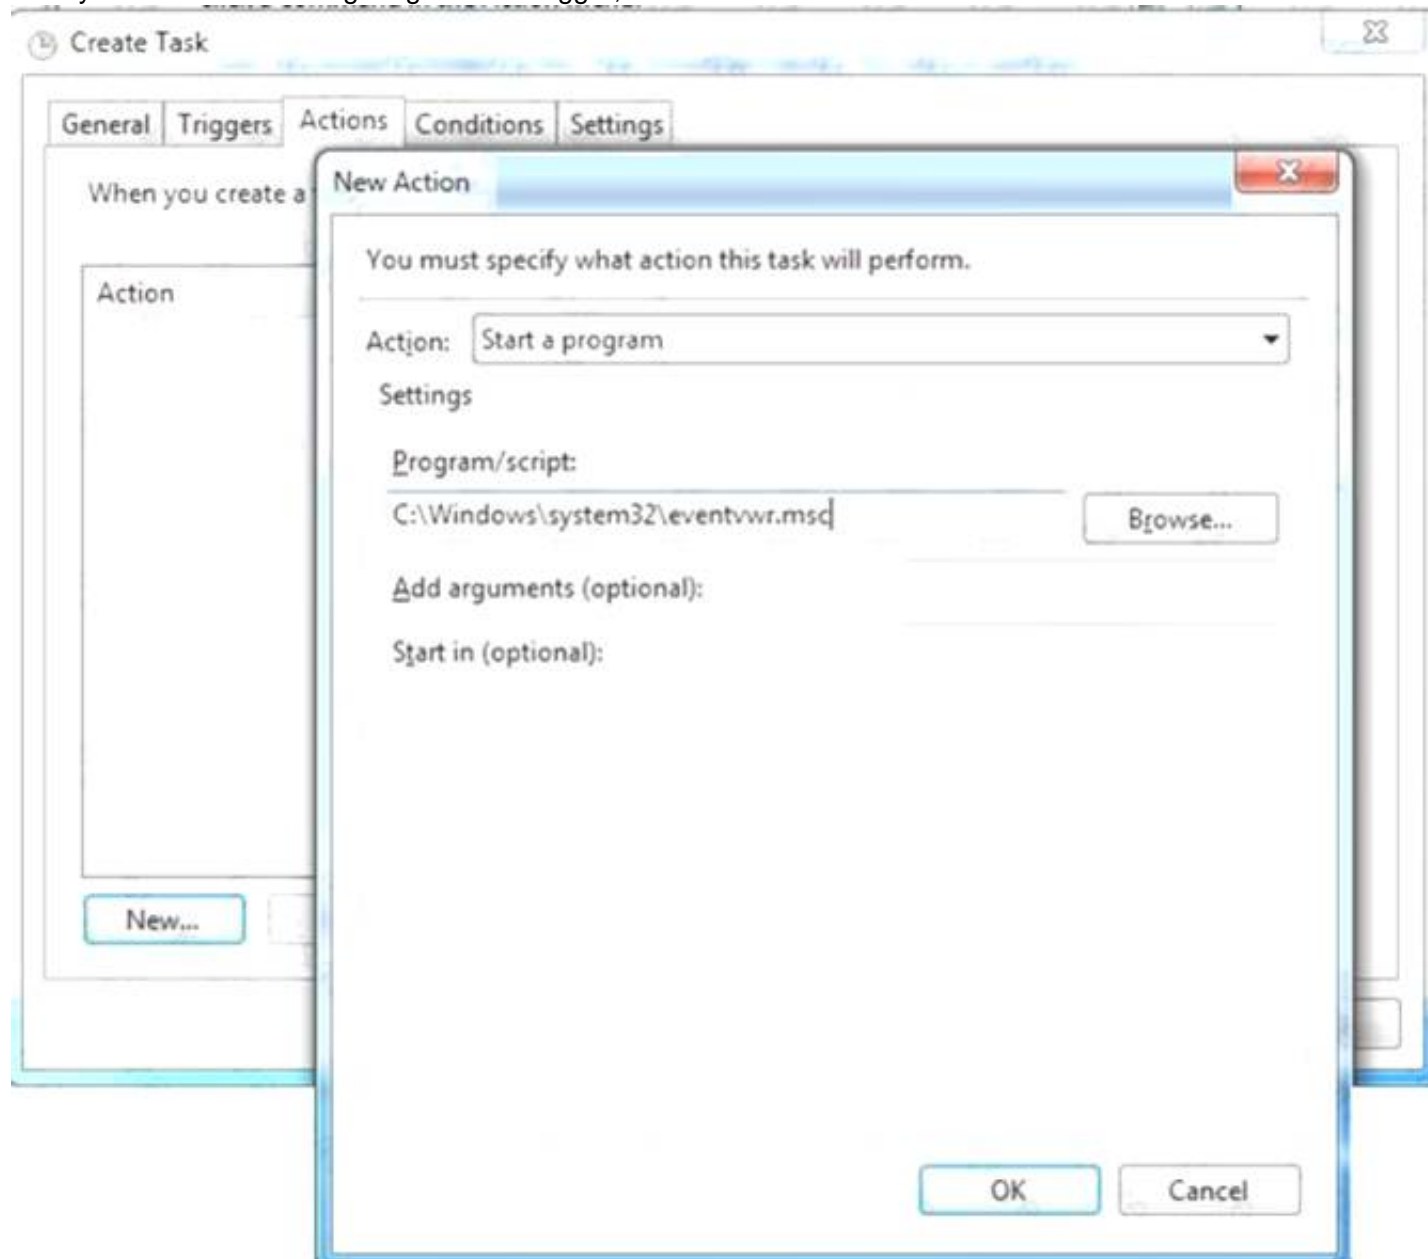 Create Task
General Triggers Actions Conditions Settings
When you create a
New Action
You must specify what action this task will perform.
Action
Action: Start a program
Settings
Program/script:
C:\Windows\system32\eventvwr.msc
Browse...
Add arguments (optional):
Start in (optional):
New...
OK Cancel